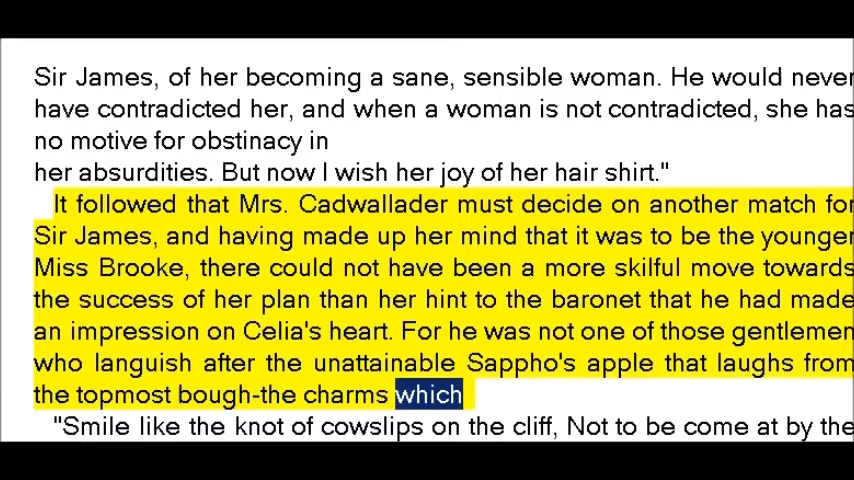 Sir James, of her becoming a sane, sensible woman. He would never
have contradicted her, and when a woman is not contradicted, she has
no motive for obstinacy in
her absurdities. But now I wish her joy of her hair shirt."
It followed that Mrs. Cadwallader must decide on another match for
Sir James, and having made up her mind that it was to be the younger
Miss Brooke, there could not have been a more skilful move towards
the success of her plan than her hint to the baronet that he had made
an impression on Celia's heart. For he was not one of those gentlemen
who languish after the unattainable Sappho's apple that laughs from
the topmost bough-the charms which
"Smile like the knot of cowslips on the cliff, Not to be come at by the